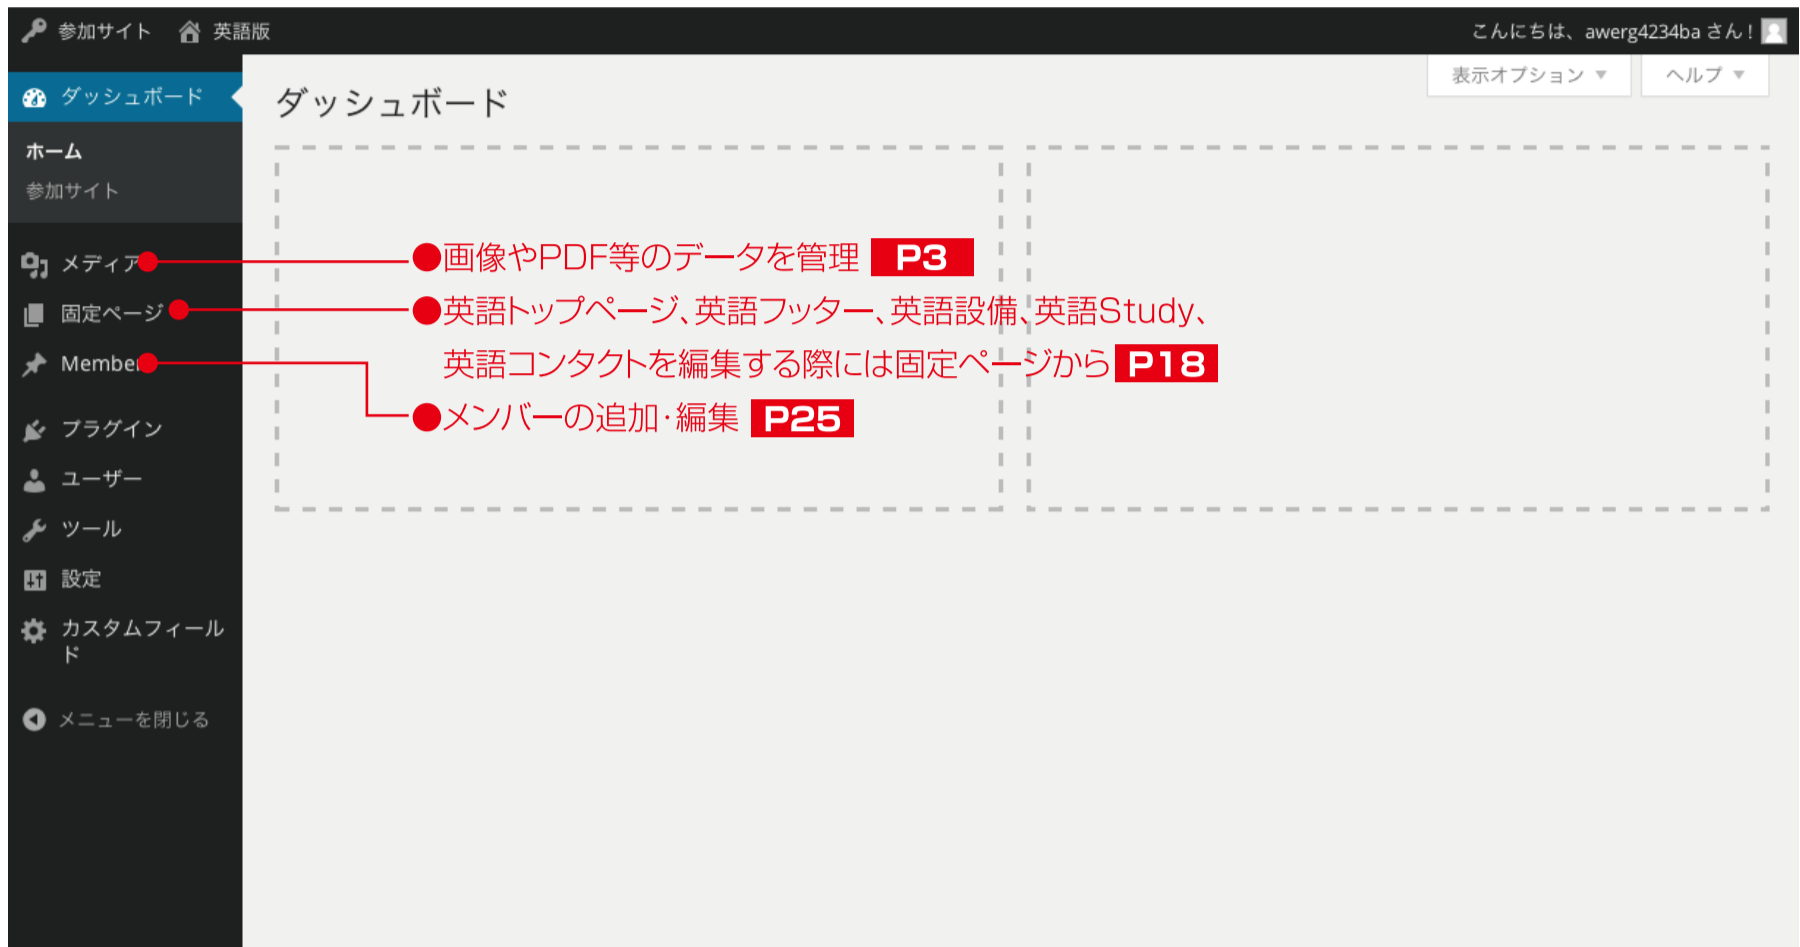 参加サイト 英語版 こんにちは、awerg4234ba さん！
表示オプション ▼ ヘルプ ▼
ダッシュボード
ホーム
参加サイト
メディア
固定ページ
Member
プラグイン
ユーザー
ツール
設定
カスタムフィール
ド
メニューを閉じる
ダッシュボード
●画像やPDF等のデータを管理 P3
●英語トップページ、英語フッター、英語設備、英語Study、
英語コンタクトを編集する際には固定ページから P18
●メンバーの追加・編集 P25